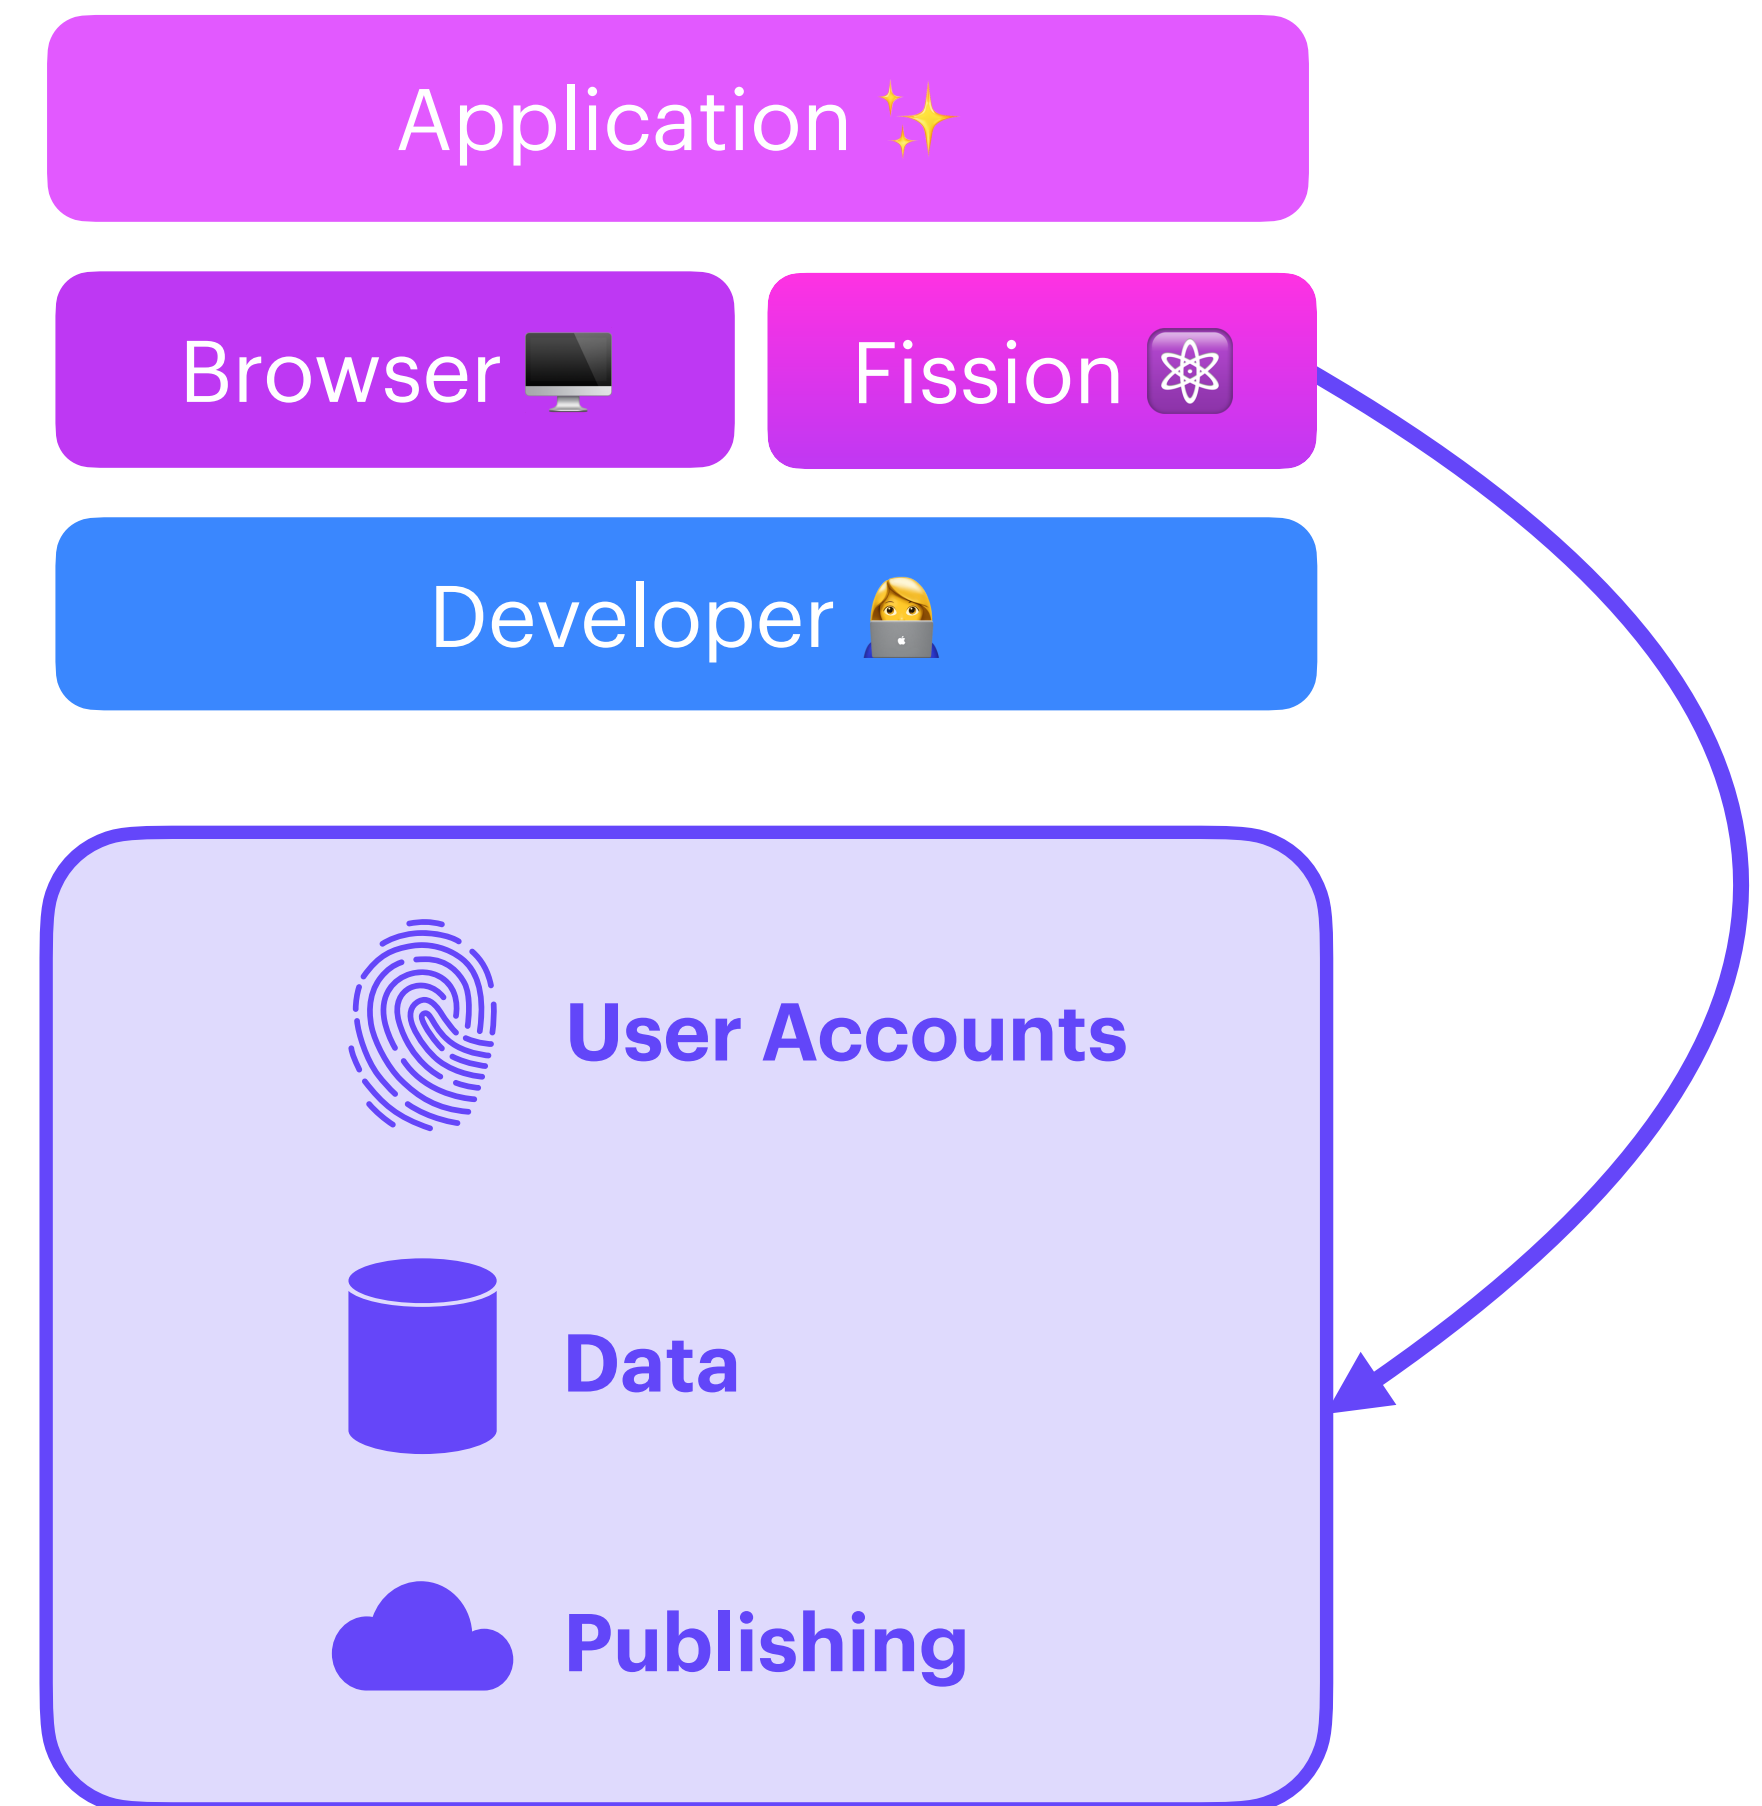 Application ✨
Browser 🖥️ Fission ⚛️
Developer 👩‍💻
User Accounts
Data
Publishing